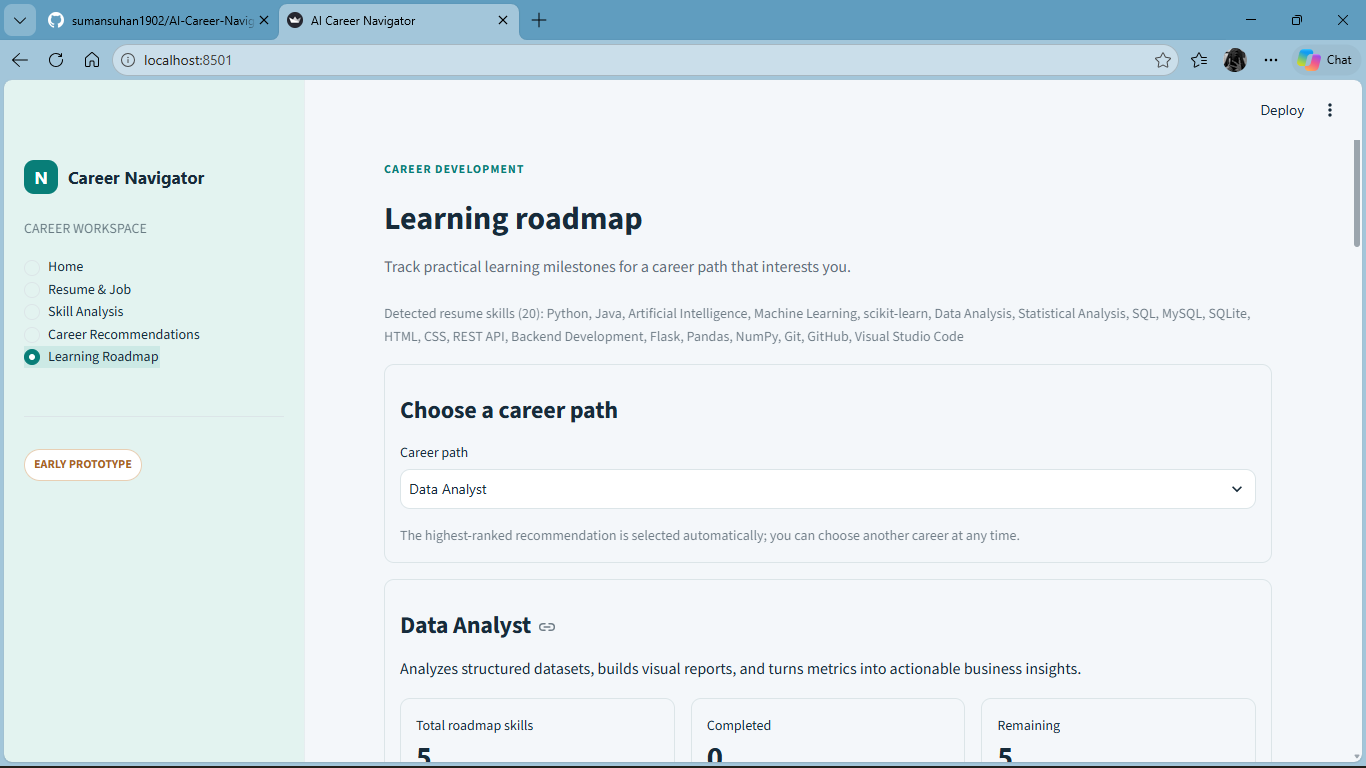 sumansuhan1902/AI-Career-Navig
AI Career Navigator
localhost:8501
Chat
Deploy
N
Career Navigator
CAREER WORKSPACE
Home
Resume & Job
Skill Analysis
Career Recommendations
Learning Roadmap
EARLY PROTOTYPE
CAREER DEVELOPMENT
Learning roadmap
Track practical learning milestones for a career path that interests you.
Detected resume skills (20): Python, Java, Artificial Intelligence, Machine Learning, scikit-learn, Data Analysis, Statistical Analysis, SQL, MySQL, SQLite,
HTML, CSS, REST API, Backend Development, Flask, Pandas, NumPy, Git, GitHub, Visual Studio Code
Choose a career path
Career path
Data Analyst
The highest-ranked recommendation is selected automatically; you can choose another career at any time.
Data Analyst
Analyzes structured datasets, builds visual reports, and turns metrics into actionable business insights.
Total roadmap skills
5
Completed
0
Remaining
5